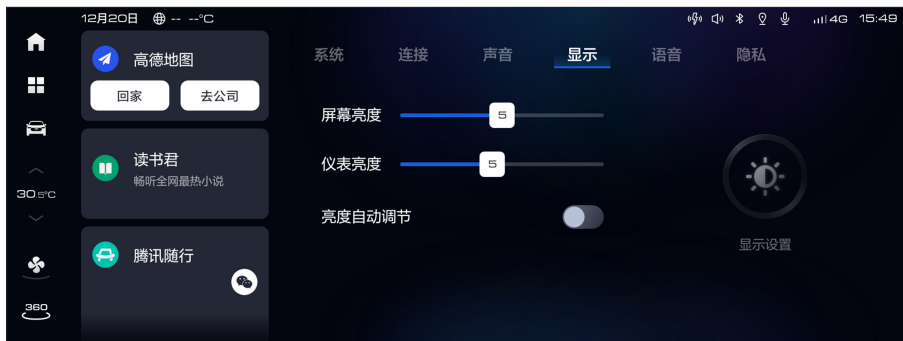 12月20日 -- --°C
4G 15:49
高德地图
回家 去公司
读书君
畅听全网最热小说
腾讯随行
30.5°C
360
系统 连接 声音 显示 语音 隐私
屏幕亮度 5
仪表亮度 5
亮度自动调节
显示设置